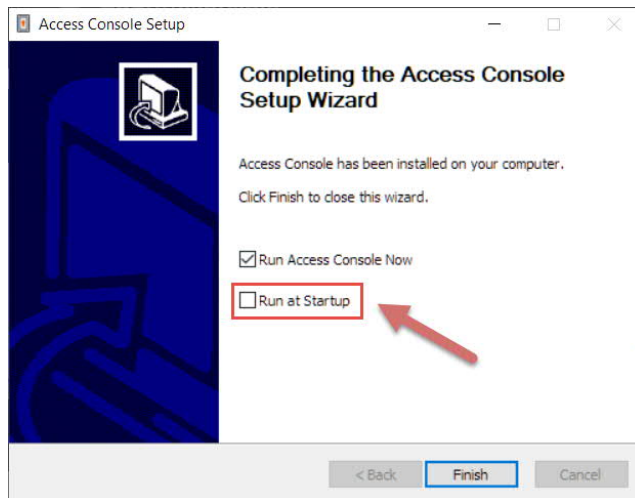 Access Console Setup
Completing the Access Console
Setup Wizard
Access Console has been installed on your computer.
Click Finish to close this wizard.
Run Access Console Now
Run at Startup
< Back Finish Cancel